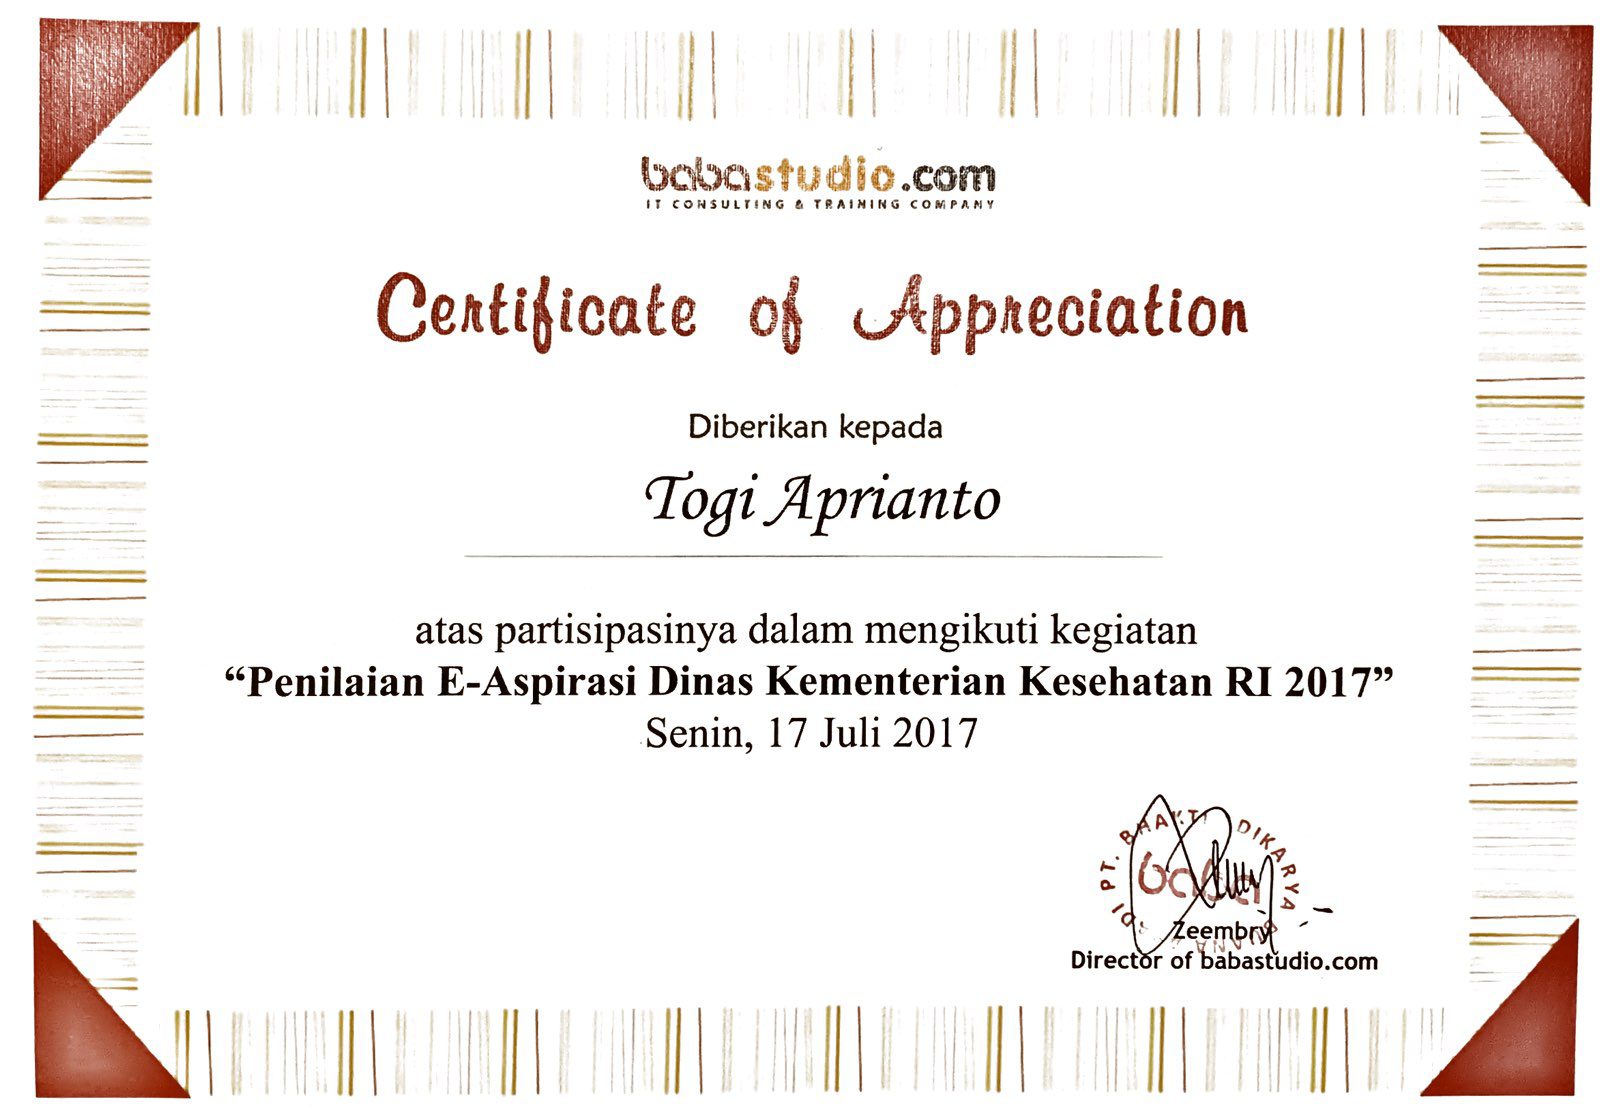 babastudio.com
IT CONSULTING & TRAINING COMPANY
Certificate of Appreciation
Diberikan kepada
Togi Aprianto
atas partisipasinya dalam mengikuti kegiatan
“Penilaian E-Aspirasi Dinas Kementerian Kesehatan RI 2017”
Senin, 17 Juli 2017
PT. BHAKTI DIKARYA
baba
Zeembry
Director of babastudio.com